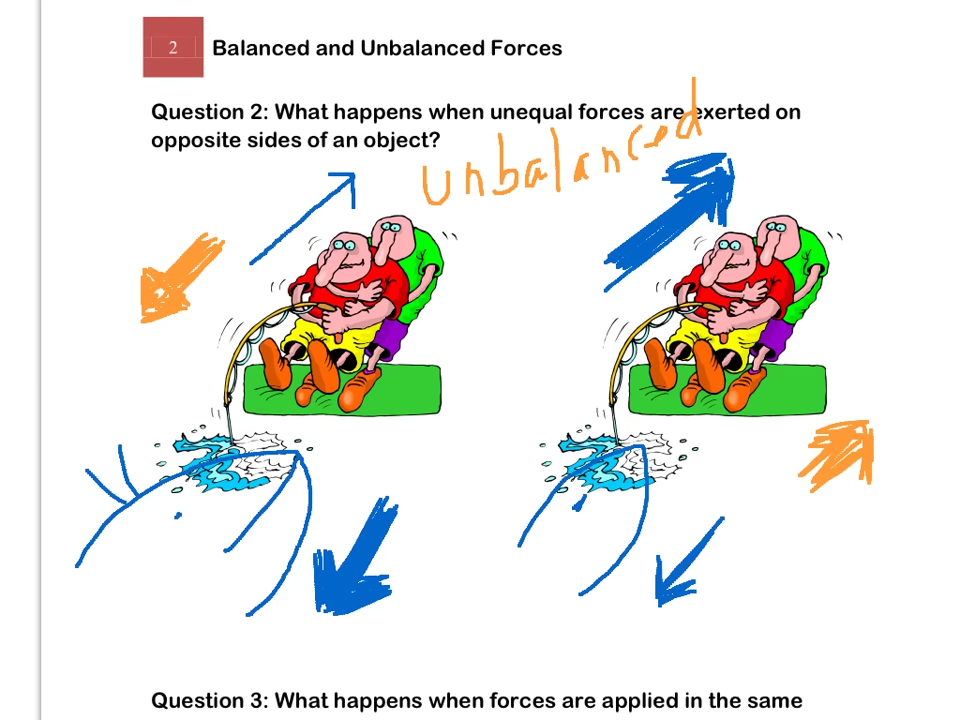 2
Balanced and Unbalanced Forces
Question 2: What happens when unequal forces are exerted on
opposite sides of an object?
unbalanced
Question 3: What happens when forces are applied in the same